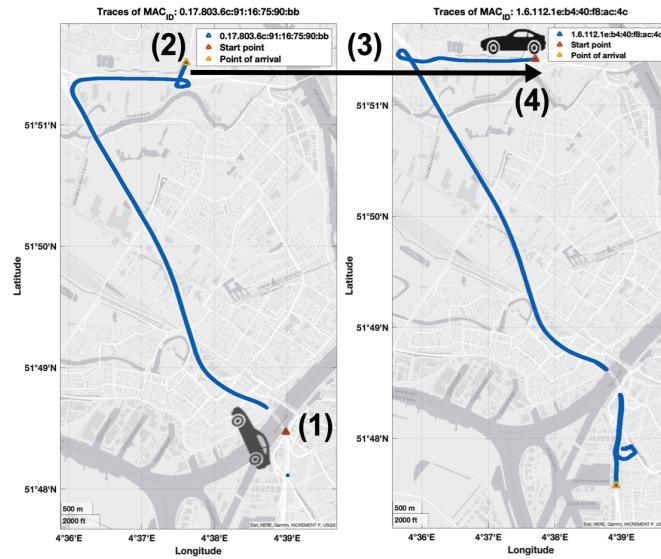 Traces of MAC_ID: 0.17.803.6c:91:16:75:90:bb
0.17.803.6c:91:16:75:90:bb
Start point
Point of arrival
(2)
(1)
51°51'N
51°50'N
51°49'N
51°48'N
Latitude
500 m
2000 ft
Esri, HERE, Garmin, INCREMENT P, USGS
4°36'E
4°37'E
4°38'E
4°39'E
Longitude
(3)
Traces of MAC_ID: 1.6.112.1e:b4:40:f8:ac:4c
1.6.112.1e:b4:40:f8:ac:4c
Start point
Point of arrival
(4)
51°51'N
51°50'N
51°49'N
51°48'N
Latitude
500 m
2000 ft
Esri, HERE, Garmin, INCREMENT P, USGS
4°36'E
4°37'E
4°38'E
4°39'E
Longitude